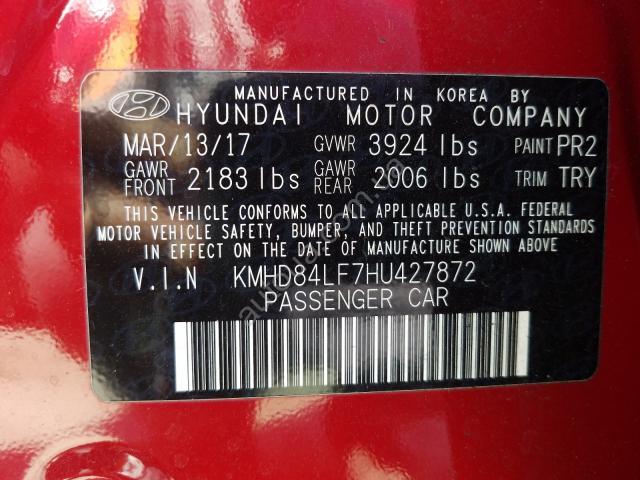 MANUFACTURED IN KOREA BY
HYUNDAI MOTOR COMPANY
MAR/13/17 GVWR 3924 lbs PAINT PR2
GAWR FRONT 2183 lbs GAWR REAR 2006 lbs TRIM TRY
THIS VEHICLE CONFORMS TO ALL APPLICABLE U.S.A. FEDERAL
MOTOR VEHICLE SAFETY, BUMPER, AND THEFT PREVENTION STANDARDS
IN EFFECT ON THE DATE OF MANUFACTURE SHOWN ABOVE
V.I.N KMHD84LF7HU427872
PASSENGER CAR